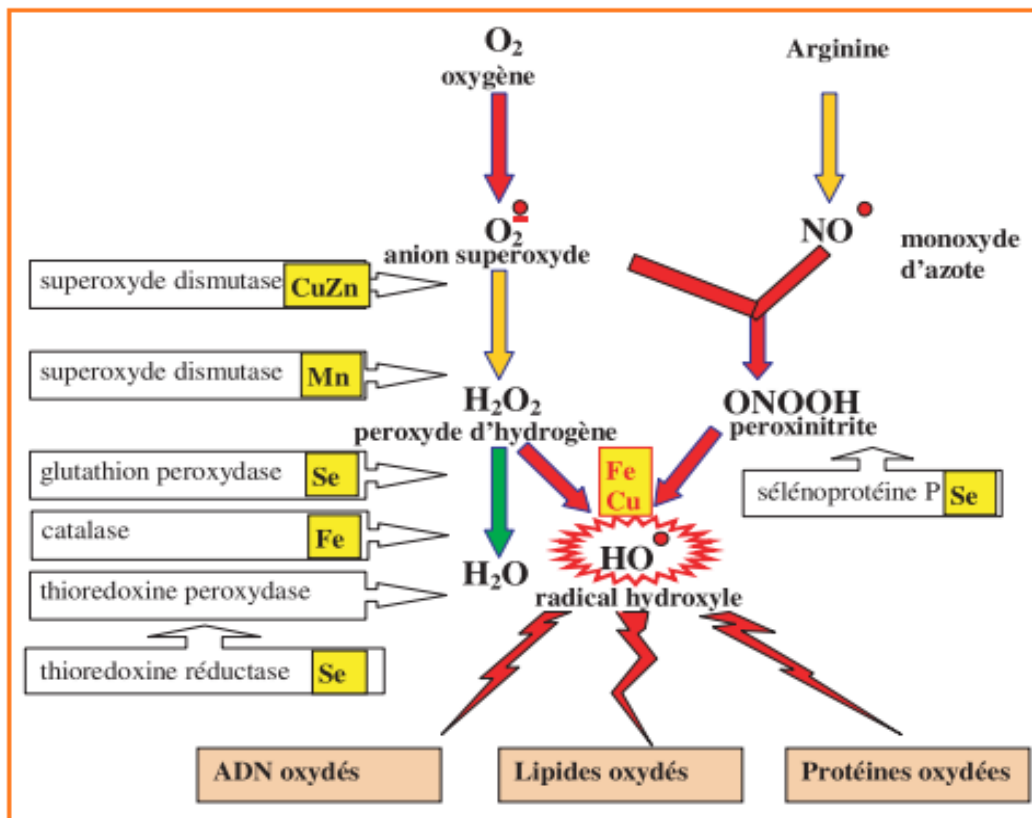 O₂
oxygène
Arginine
O₂
anion superoxyde
NO
monoxyde
d'azote
superoxyde dismutase CuZn
superoxyde dismutase Mn
H₂O₂
peroxyde d'hydrogène
ONOOH
peroxinitrite
glutathion peroxydase Se
Fe
Cu
sélénoprotéine P Se
catalase Fe
HO
H₂O
radical hydroxyle
thioredoxine peroxydase
thioredoxine réductase Se
ADN oxydés
Lipides oxydés
Protéines oxydées